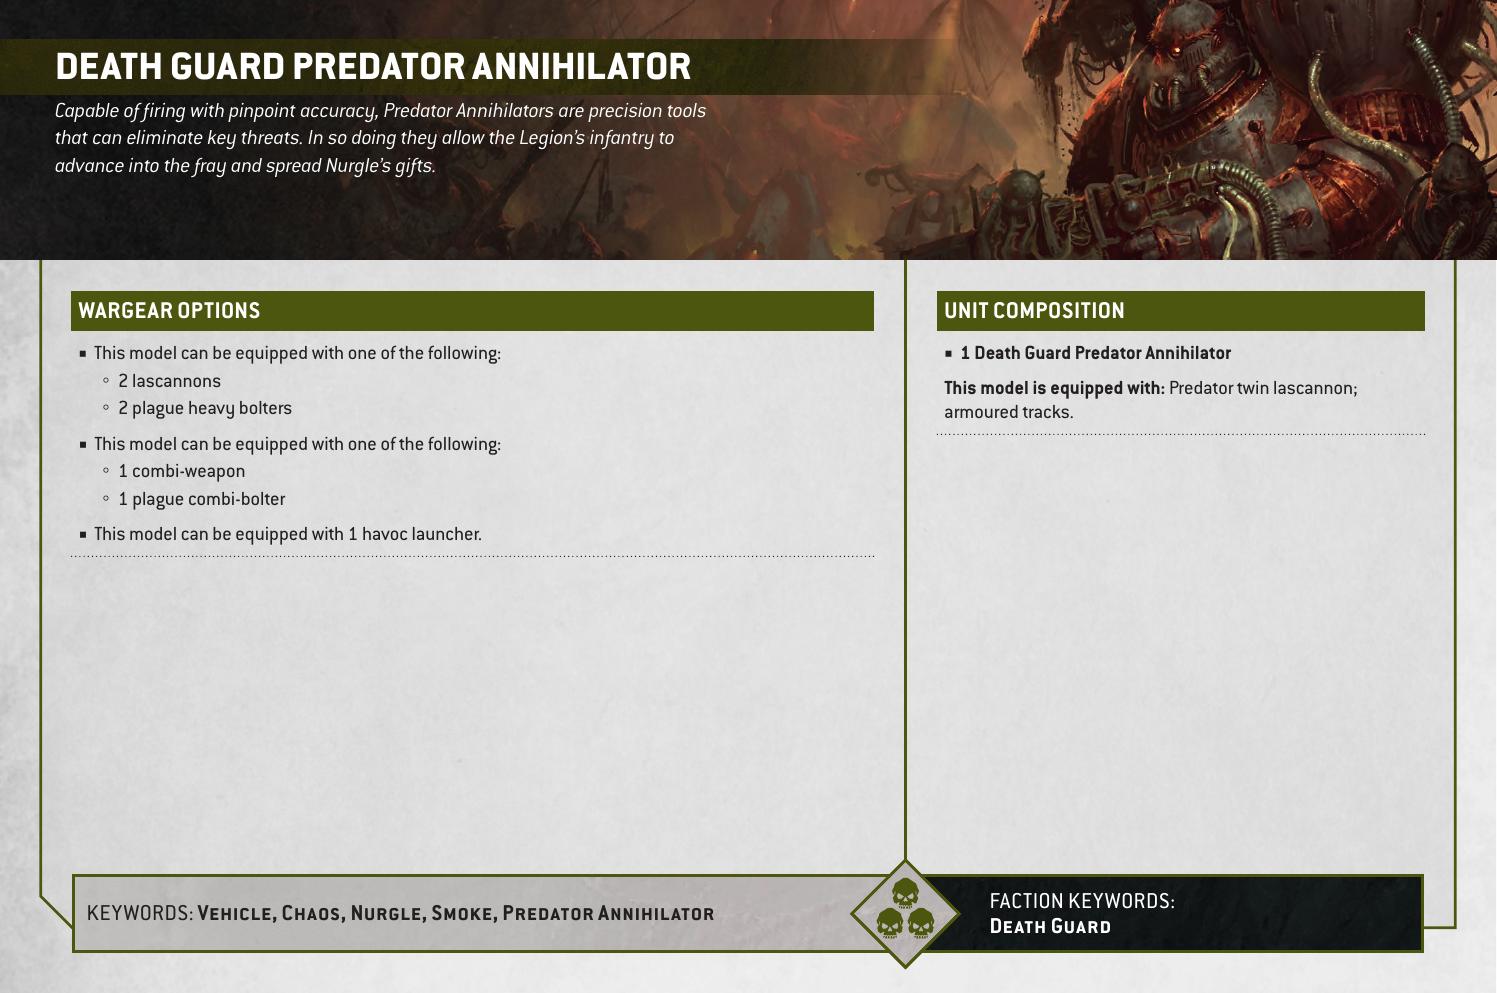 DEATH GUARD PREDATOR ANNIHILATOR
Capable of firing with pinpoint accuracy, Predator Annihilators are precision tools
that can eliminate key threats. In so doing they allow the Legion's infantry to
advance into the fray and spread Nurgle's gifts.
WARGEAR OPTIONS
■ This model can be equipped with one of the following:
◦ 2 lascannons
◦ 2 plague heavy bolters
■ This model can be equipped with one of the following:
◦ 1 combi-weapon
◦ 1 plague combi-bolter
■ This model can be equipped with 1 havoc launcher.
UNIT COMPOSITION
■ 1 Death Guard Predator Annihilator
This model is equipped with: Predator twin lascannon;
armoured tracks.
KEYWORDS: Vehicle, Chaos, Nurgle, Smoke, Predator Annihilator
FACTION KEYWORDS:
Death Guard